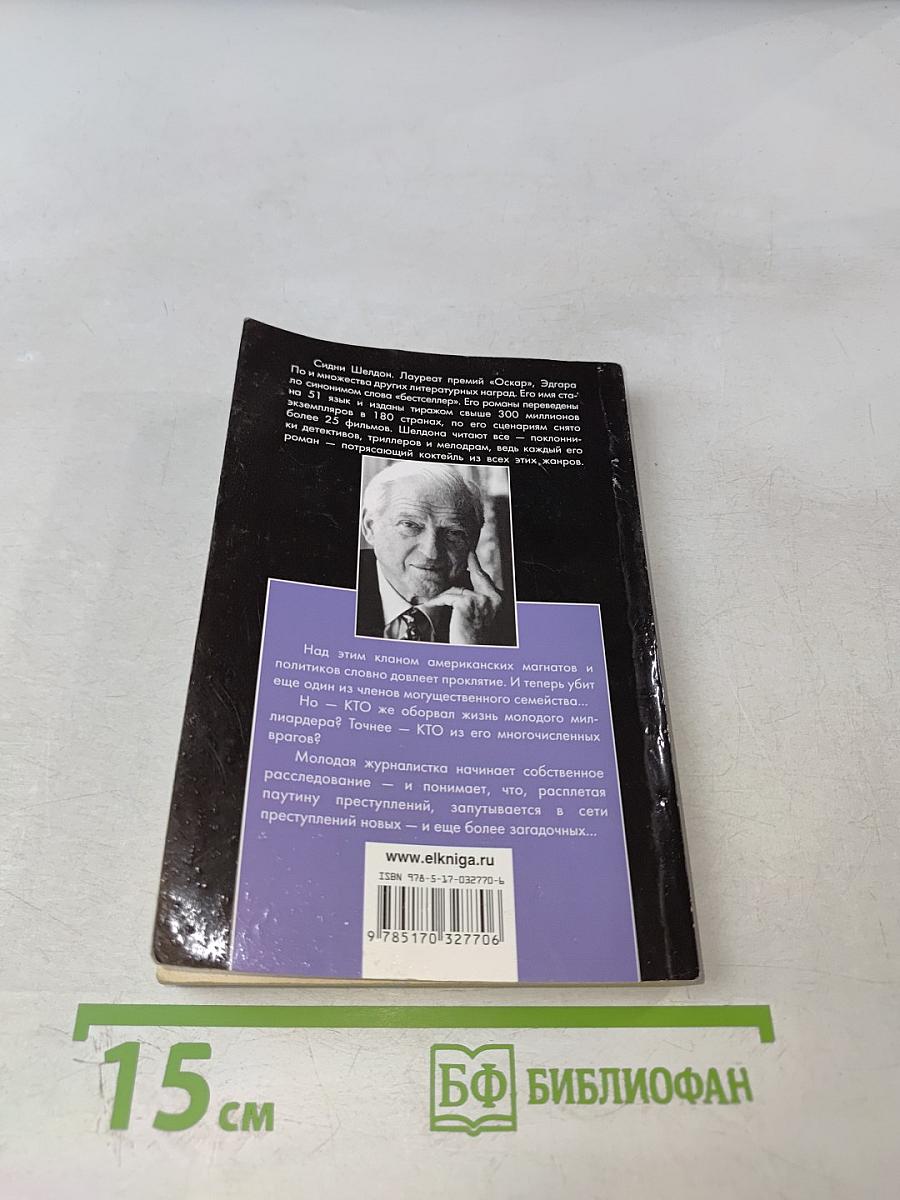 Сидни Шелдон. Лауреат премий «Оскар», Эдгара
По и множества других литературных наград. Его имя ста-
ло синонимом слова «бестселлер». Его романы переведены
на 51 язык и изданы тиражом свыше 300 миллионов
экземпляров в 180 странах, по его сценариям снято
более 25 фильмов. Шелдона читают все — поклонни-
ки детективов, триллеров и мелодрам, ведь каждый его
роман — потрясающий коктейль из всех этих жанров.
Над этим кланом американских магнатов и
политиков словно довлеет проклятие. И теперь убит
еще один из членов могущественного семейства...
Но — КТО же оборвал жизнь молодого мил-
лиардера? Точнее — КТО из его многочисленных
врагов?
Молодая журналистка начинает собственное
расследование — и понимает, что, расплетая
паутину преступлений, запутывается в сети
преступлений новых — и еще более загадочных...
www.elkniga.ru
ISBN 978-5-17-032770-6
9 785170 327706
15 см
БФ БИБЛИОФАН